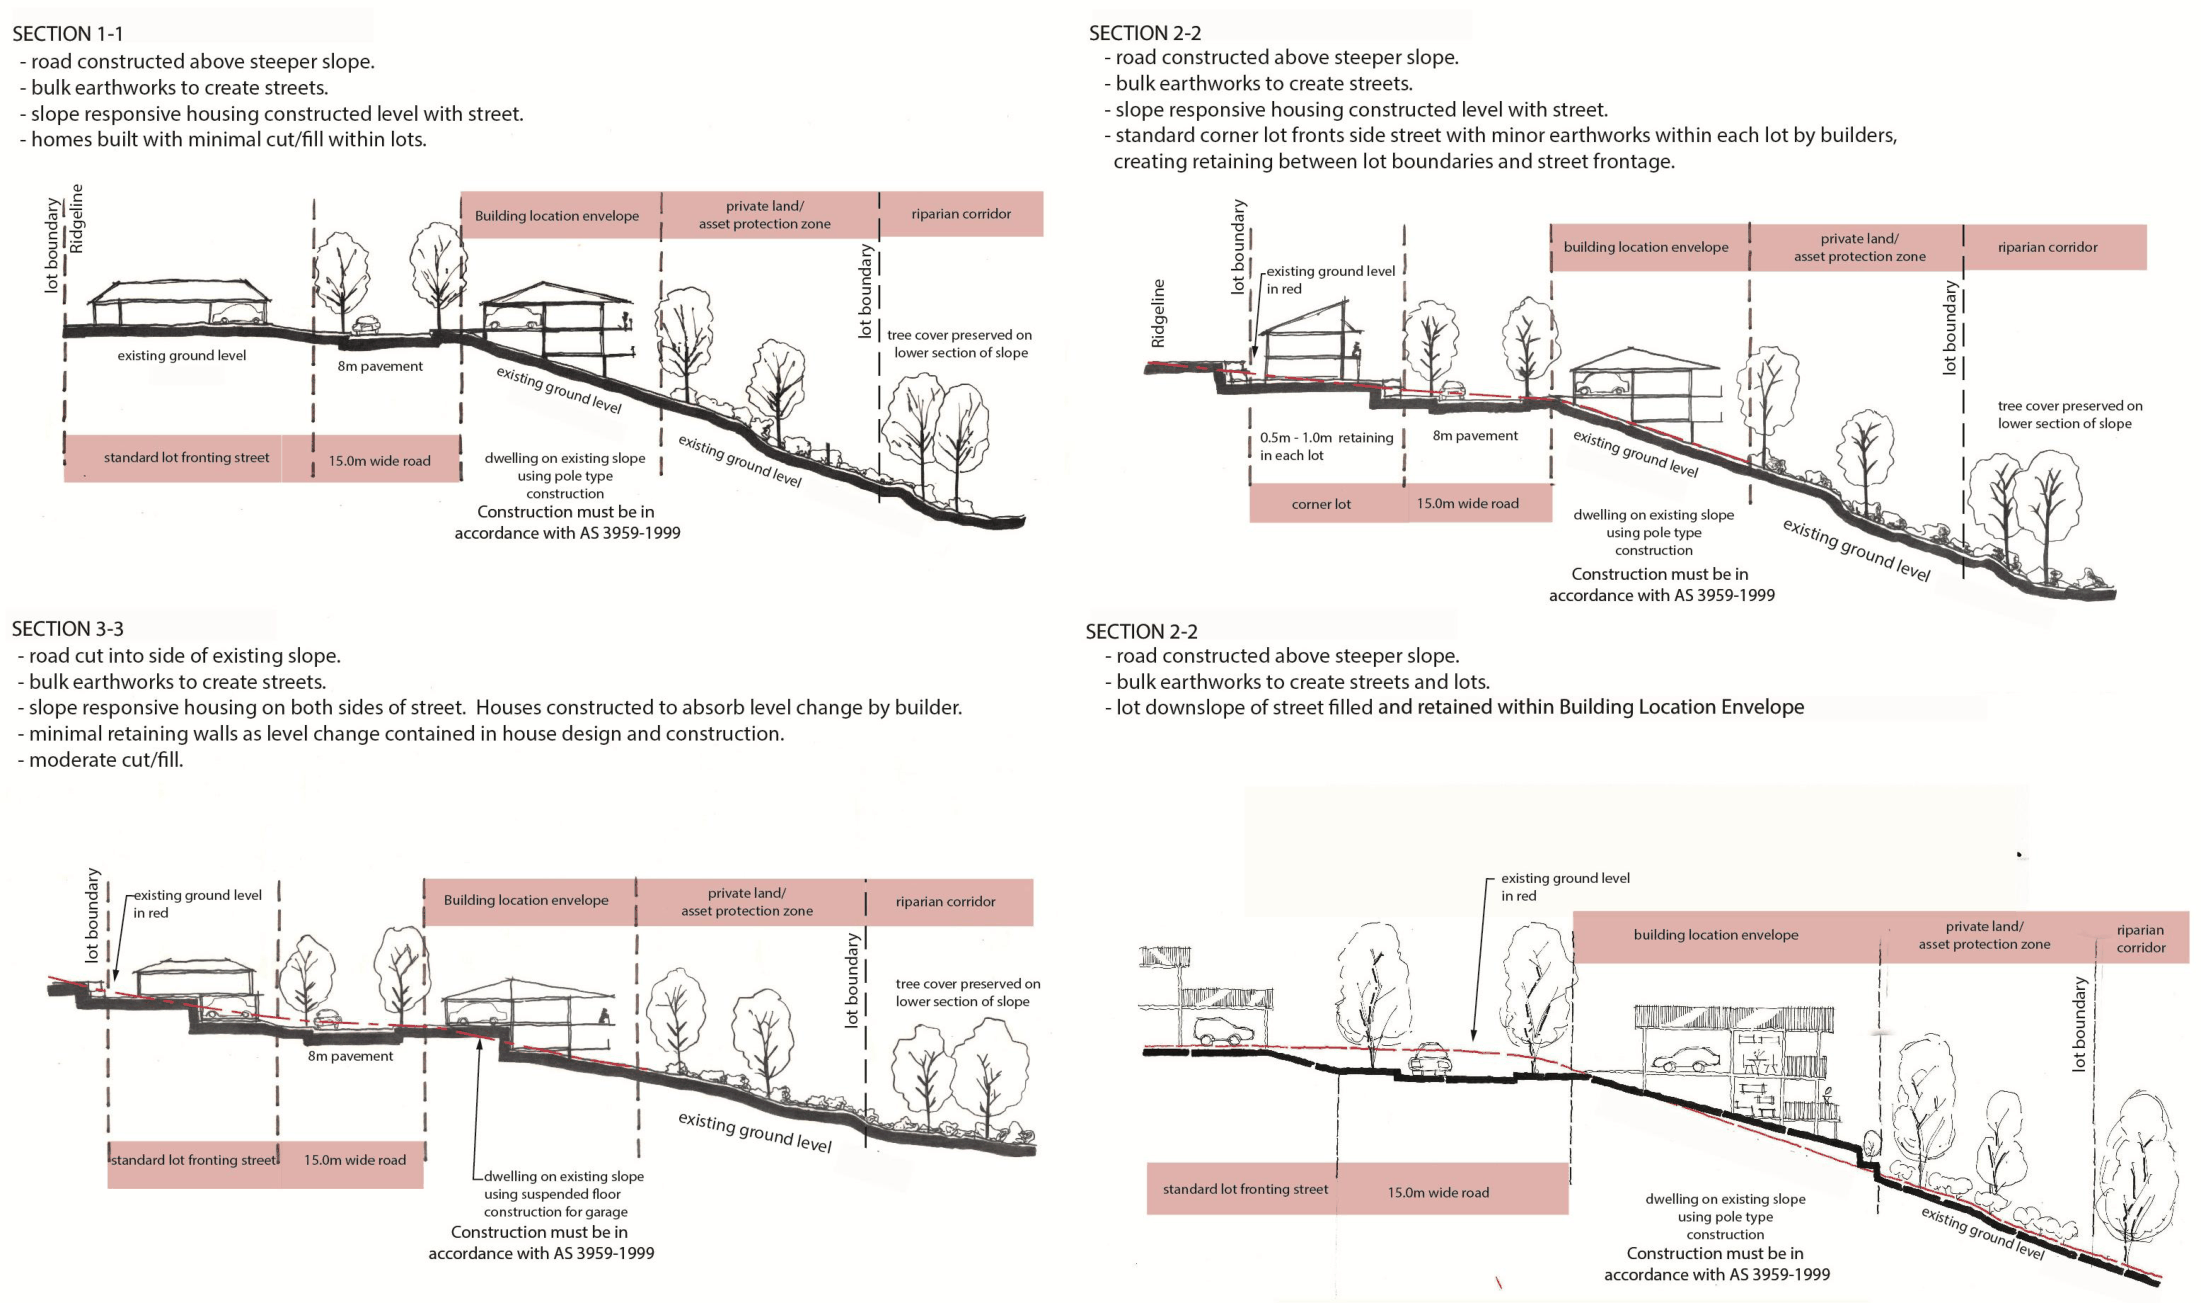 SECTION 1-1
- road constructed above steeper slope.
- bulk earthworks to create streets.
- slope responsive housing constructed level with street.
- homes built with minimal cut/fill within lots.
lot boundary
Ridgeline
Building location envelope
private land/
asset protection zone
riparian corridor
lot boundary
tree cover preserved on
lower section of slope
existing ground level
8m pavement
existing ground level
existing ground level
standard lot fronting street
15.0m wide road
dwelling on existing slope
using pole type
construction
Construction must be in
accordance with AS 3959-1999
SECTION 2-2
- road constructed above steeper slope.
- bulk earthworks to create streets.
- slope responsive housing constructed level with street.
- standard corner lot fronts side street with minor earthworks within each lot by builders,
creating retaining between lot boundaries and street frontage.
Ridgeline
lot boundary
existing ground level
in red
building location envelope
private land/
asset protection zone
riparian corridor
lot boundary
tree cover preserved on
lower section of slope
0.5m - 1.0m retaining
in each lot
8m pavement
existing ground level
existing ground level
corner lot
15.0m wide road
dwelling on existing slope
using pole type
construction
Construction must be in
accordance with AS 3959-1999
SECTION 3-3
- road cut into side of existing slope.
- bulk earthworks to create streets.
- slope responsive housing on both sides of street. Houses constructed to absorb level change by builder.
- minimal retaining walls as level change contained in house design and construction.
- moderate cut/fill.
lot boundary
existing ground level
in red
Building location envelope
private land/
asset protection zone
riparian corridor
lot boundary
tree cover preserved on
lower section of slope
8m pavement
existing ground level
standard lot fronting street
15.0m wide road
dwelling on existing slope
using suspended floor
construction for garage
Construction must be in
accordance with AS 3959-1999
SECTION 2-2
- road constructed above steeper slope.
- bulk earthworks to create streets and lots.
- lot downslope of street filled and retained within Building Location Envelope
existing ground level
in red
building location envelope
private land/
asset protection zone
riparian
corridor
lot boundary
standard lot fronting street
15.0m wide road
existing ground level
dwelling on existing slope
using pole type
construction
Construction must be in
accordance with AS 3959-1999